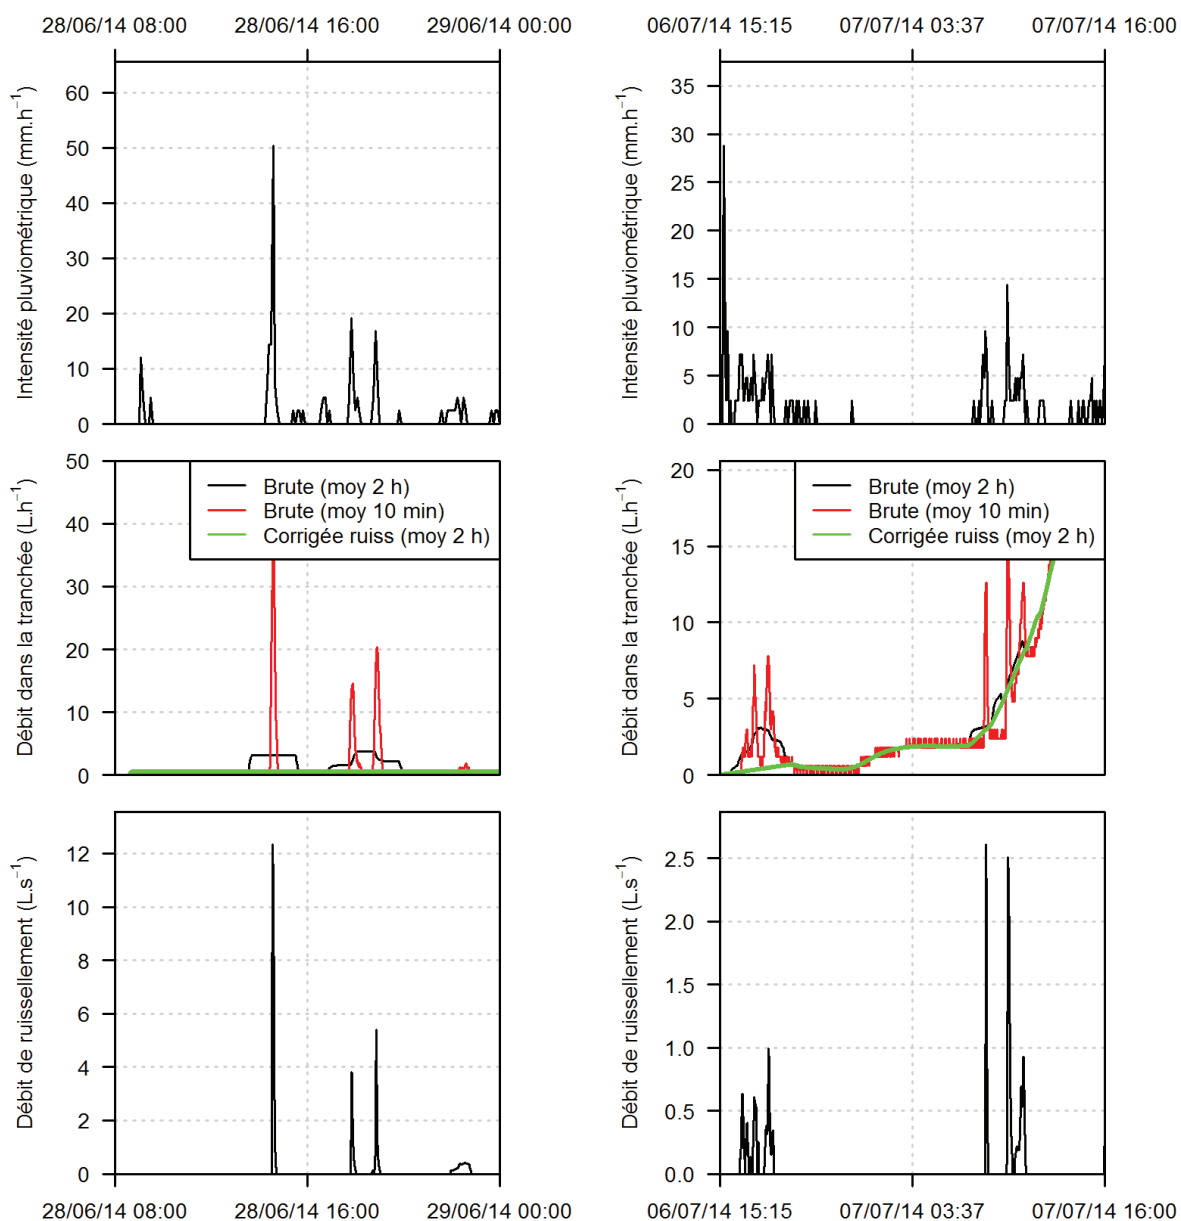 28/06/14 08:00 28/06/14 16:00 29/06/14 00:00
Intensité pluviométrique (mm.h⁻¹)
60
50
40
30
20
10
0
Débit dans la tranchée (L.h⁻¹)
50
40
30
20
10
0
Brute (moy 2 h)
Brute (moy 10 min)
Corrigée ruiss (moy 2 h)
Débit de ruissellement (L.s⁻¹)
12
10
8
6
4
2
0
28/06/14 08:00 28/06/14 16:00 29/06/14 00:00
06/07/14 15:15 07/07/14 03:37 07/07/14 16:00
Intensité pluviométrique (mm.h⁻¹)
35
30
25
20
15
10
5
0
Débit dans la tranchée (L.h⁻¹)
20
15
10
5
0
Brute (moy 2 h)
Brute (moy 10 min)
Corrigée ruiss (moy 2 h)
Débit de ruissellement (L.s⁻¹)
2.5
2.0
1.5
1.0
0.5
0.0
06/07/14 15:15 07/07/14 03:37 07/07/14 16:00